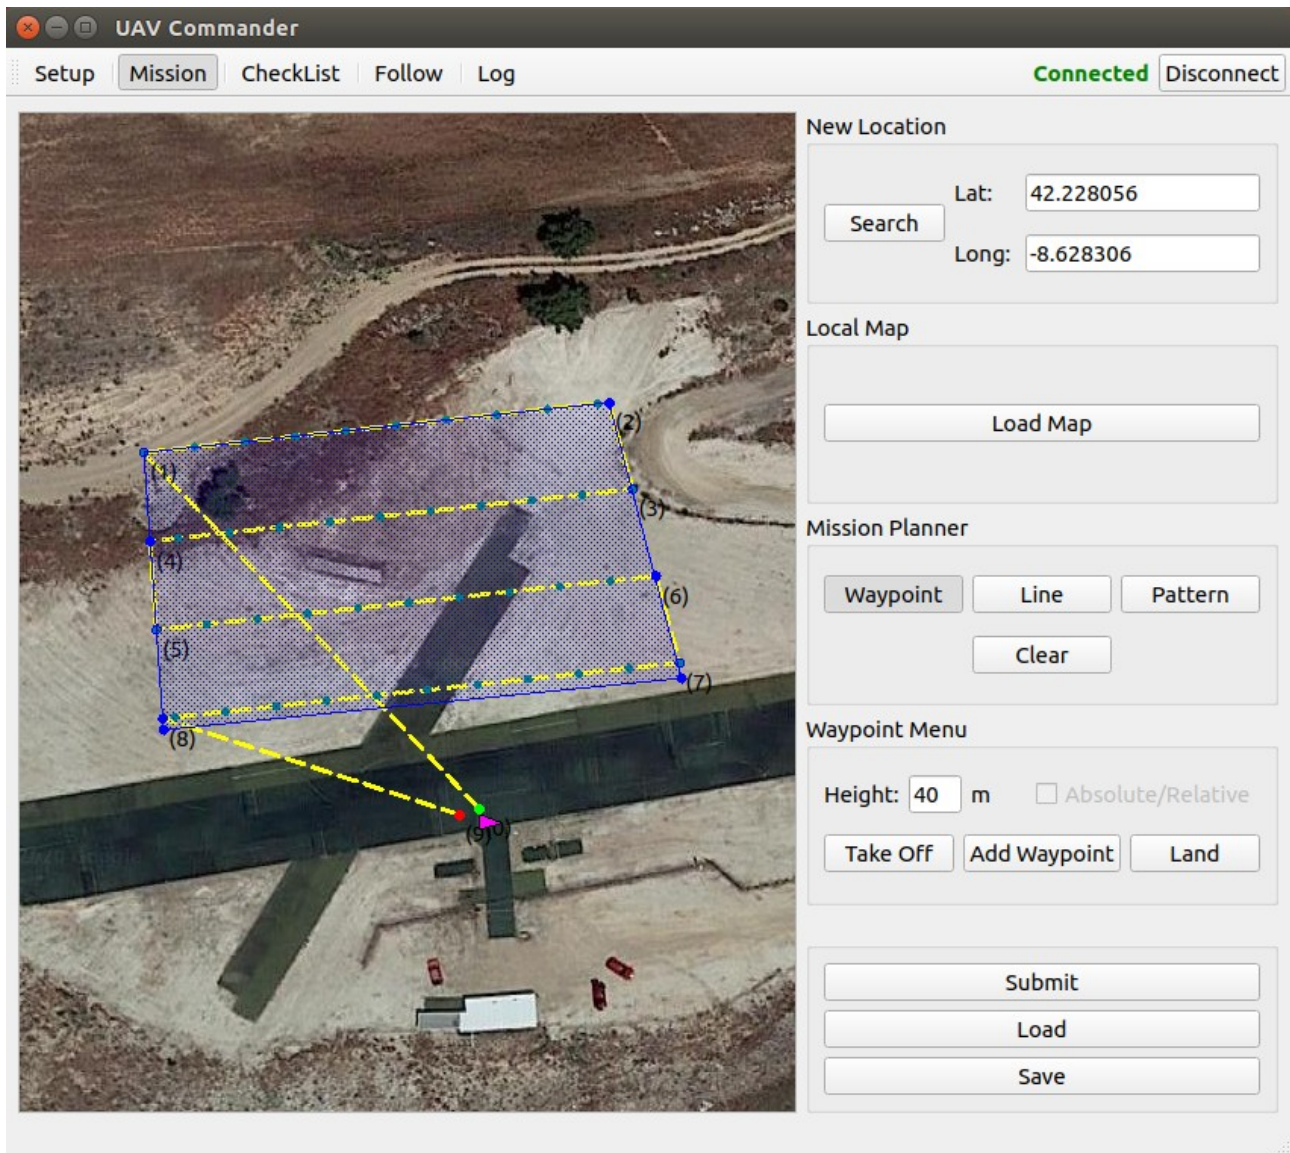 UAV Commander
Setup Mission CheckList Follow Log Connected Disconnect
New Location
Search
Lat: 42.228056
Long: -8.628306
Local Map
Load Map
Mission Planner
Waypoint Line Pattern
Clear
Waypoint Menu
Height: 40 m Absolute/Relative
Take Off Add Waypoint Land
Submit
Load
Save
(1)
(2)
(3)
(4)
(5)
(6)
(7)
(8)
(9)